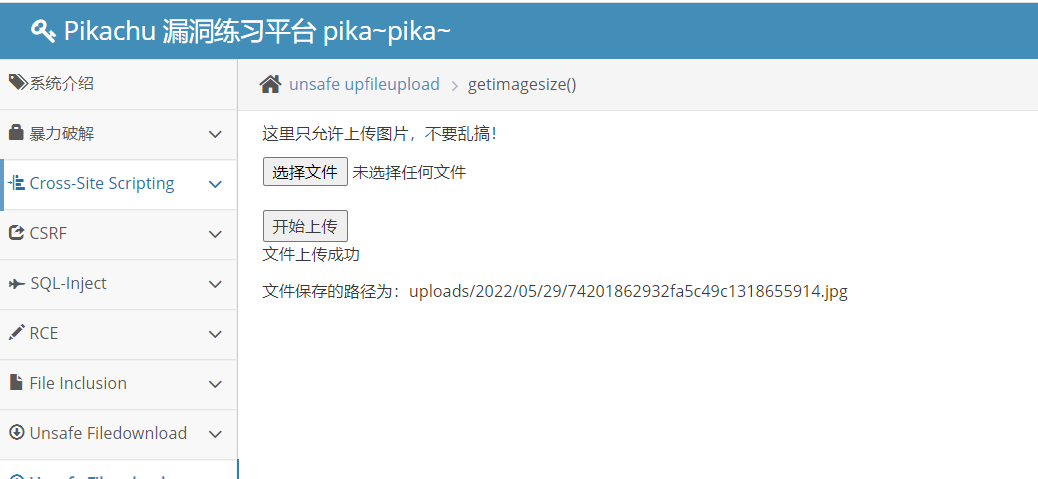 Pikachu 漏洞练习平台 pika~pika~
系统介绍
暴力破解
Cross-Site Scripting
CSRF
SQL-Inject
RCE
File Inclusion
Unsafe Filedownload
unsafe upfileupload > getimagesize()
这里只允许上传图片，不要乱搞！
选择文件 未选择任何文件
开始上传
文件上传成功
文件保存的路径为：uploads/2022/05/29/74201862932fa5c49c1318655914.jpg